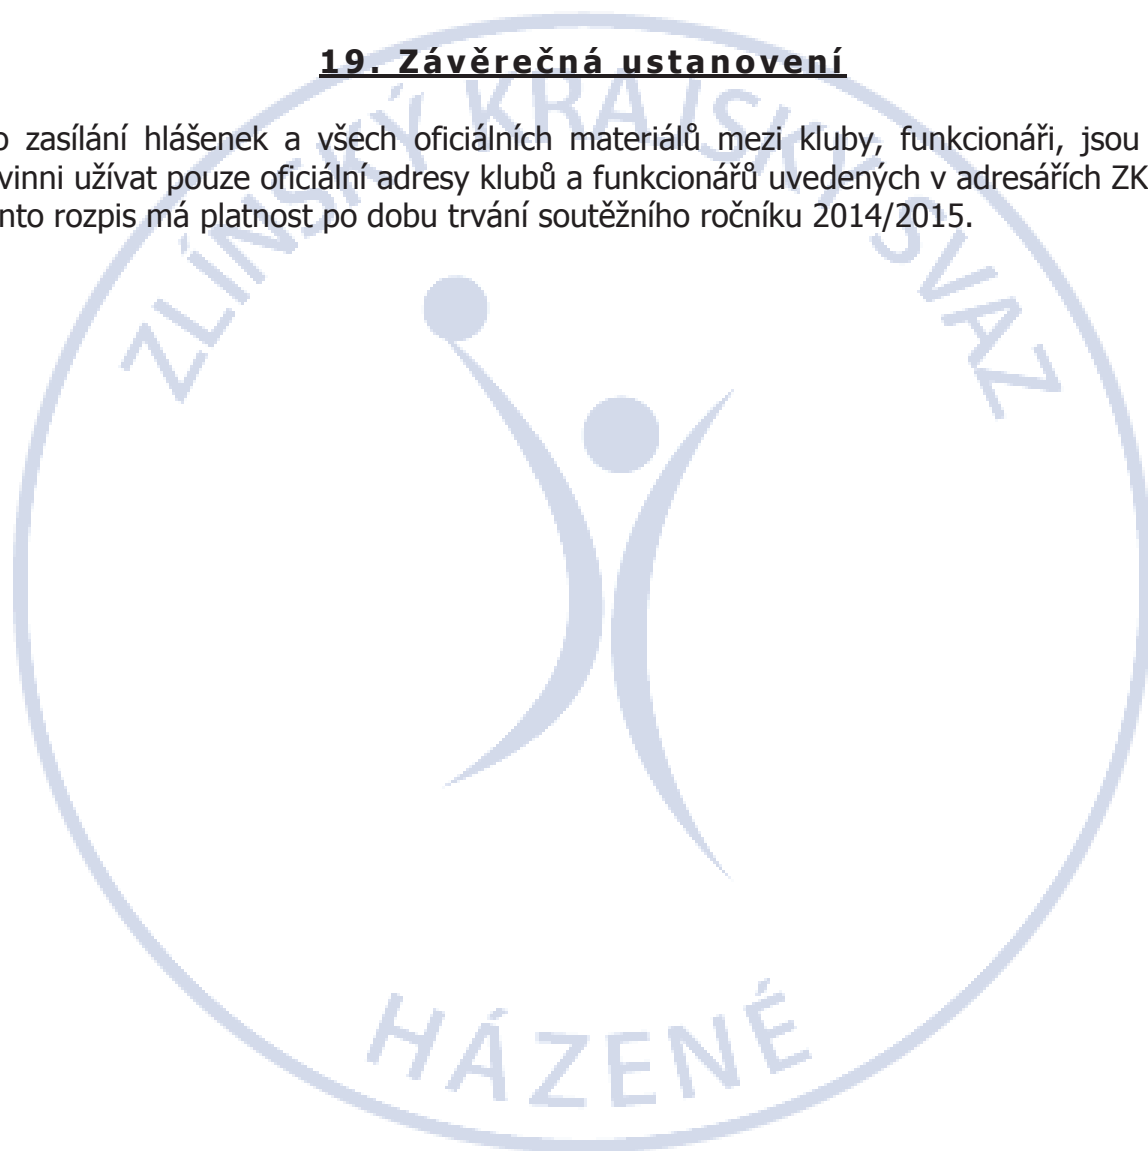 19. Závěrečná ustanovení
o zasílání hlášenek a všech oficiálních materiálů mezi kluby, funkcionáři, jsou
vinni užívat pouze oficiální adresy klubů a funkcionářů uvedených v adresářích ZK
nto rozpis má platnost po dobu trvání soutěžního ročníku 2014/2015.
ZLÍNSKÝ KRAJSKÝ SVAZ
HÁZENÉ